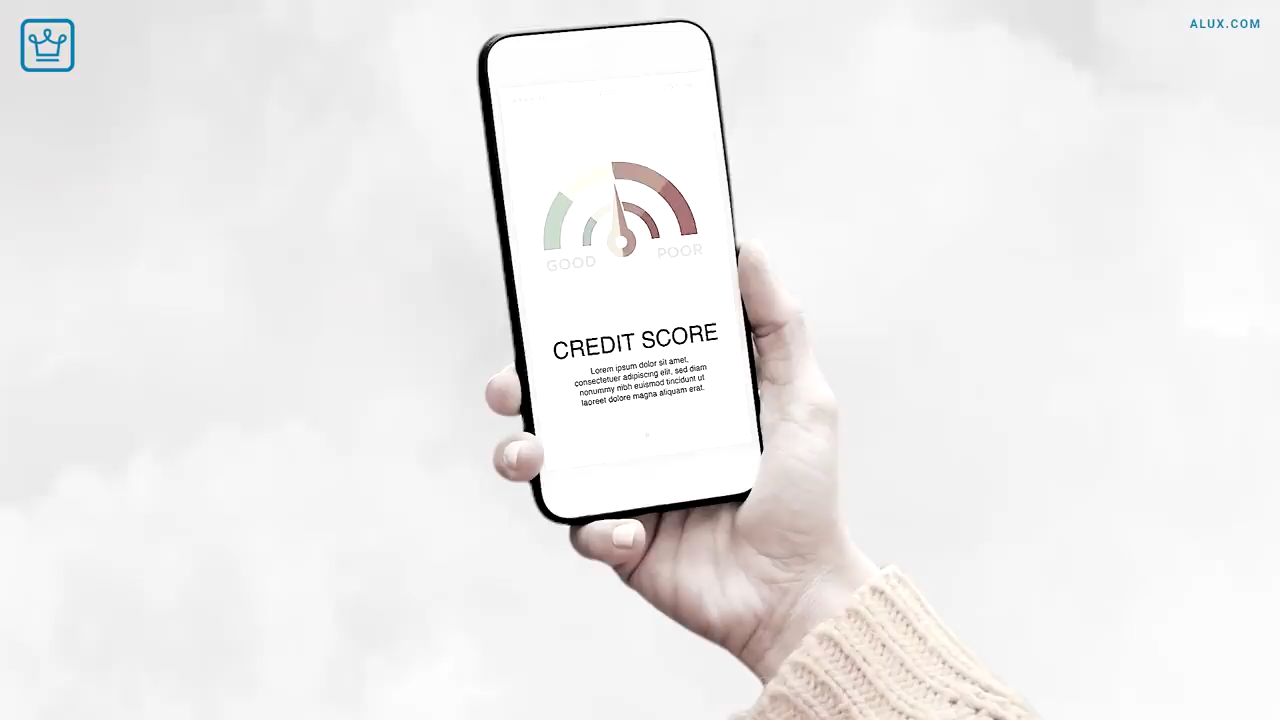 ALUX.COM
GOOD
POOR
CREDIT SCORE
Lorem ipsum dolor sit amet,
consectetuer adipiscing elit, sed diam
nonummy nibh euismod tincidunt ut
laoreet dolore magna aliquam erat.